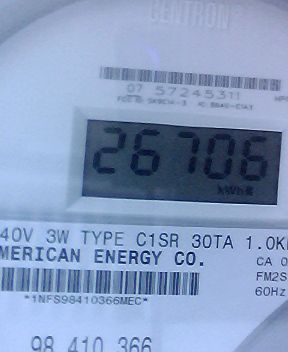 CENTRON
07 57245311
26706
kWh
40V 3W TYPE C1SR 30TA 1.0K
MERICAN ENERGY CO.
CA 0
FM2S
*1NFS98410366MEC*
60Hz
98 410 366